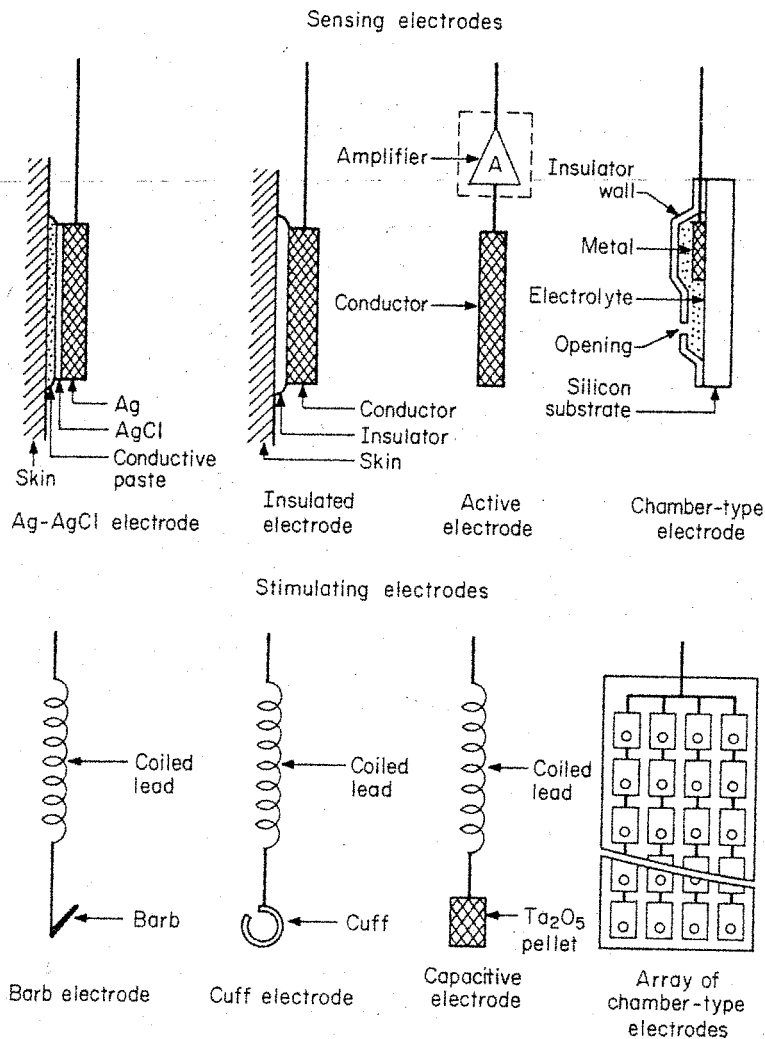 Sensing electrodes
Amplifier
A
Insulator
wall
Metal
Conductor
Electrolyte
Opening
Silicon
substrate
Ag
AgCl
Conductive
paste
Skin
Ag-AgCl electrode
Conductor
Insulator
Skin
Insulated
electrode
Active
electrode
Chamber-type
electrode
Stimulating electrodes
Coiled
lead
Coiled
lead
Coiled
lead
Barb
Cuff
Ta₂O₅
pellet
Barb electrode
Cuff electrode
Capacitive
electrode
Array of
chamber-type
electrodes